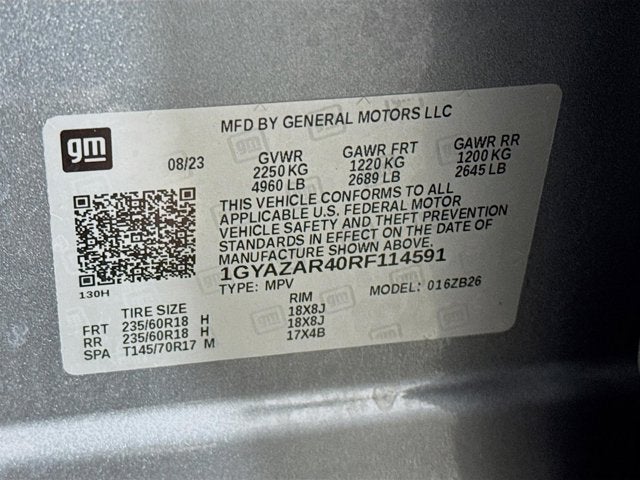 gm
MFD BY GENERAL MOTORS LLC
08/23 GVWR GAWR FRT GAWR RR
2250 KG 1220 KG 1200 KG
4960 LB 2689 LB 2645 LB
THIS VEHICLE CONFORMS TO ALL
APPLICABLE U.S. FEDERAL MOTOR
VEHICLE SAFETY AND THEFT PREVENTION
STANDARDS IN EFFECT ON THE DATE OF
MANUFACTURE SHOWN ABOVE.
1GYAZAR40RF114591
TYPE: MPV MODEL: 016ZB26
130H
TIRE SIZE RIM
FRT 235/60R18 H 18X8J
RR 235/60R18 H 18X8J
SPA T145/70R17 M 17X4B